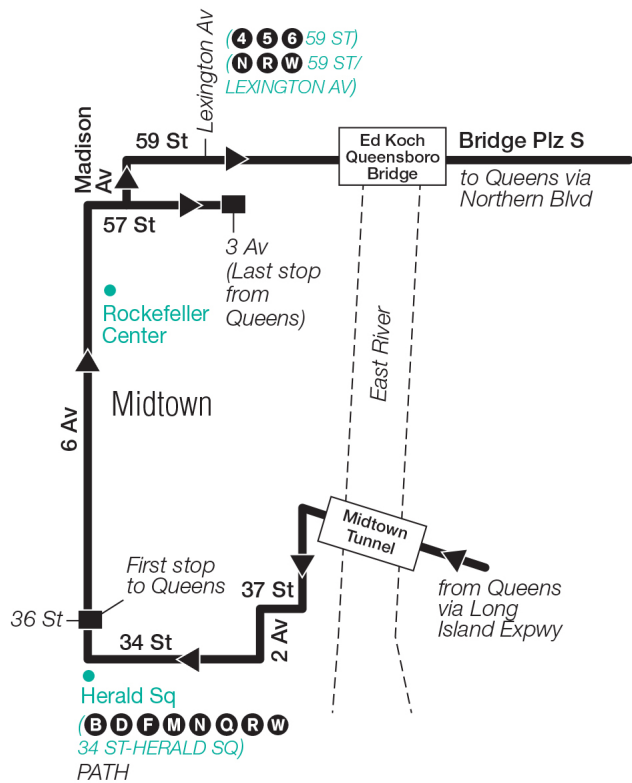 Lexington Av
(4 5 6 59 ST)
(N R W 59 ST/
LEXINGTON AV)
Madison
Av
59 St
Ed Koch
Queensboro
Bridge
Bridge Plz S
to Queens via
Northern Blvd
57 St
3 Av
(Last stop
from
Queens)
Rockefeller
Center
East River
6 Av
Midtown
Midtown
Tunnel
First stop
to Queens
37 St
from Queens
via Long
Island Expwy
36 St
34 St
2 Av
Herald Sq
(B D F M N Q R W
34 ST-HERALD SQ)
PATH